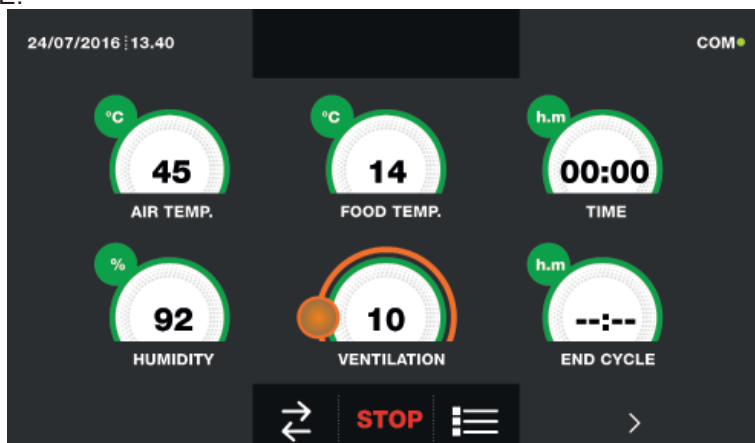 24/07/2016 13.40
COM
°C °C h.m
45 14 00:00
AIR TEMP. FOOD TEMP. TIME
% h.m
92 10 --:--
HUMIDITY VENTILATION END CYCLE
STOP